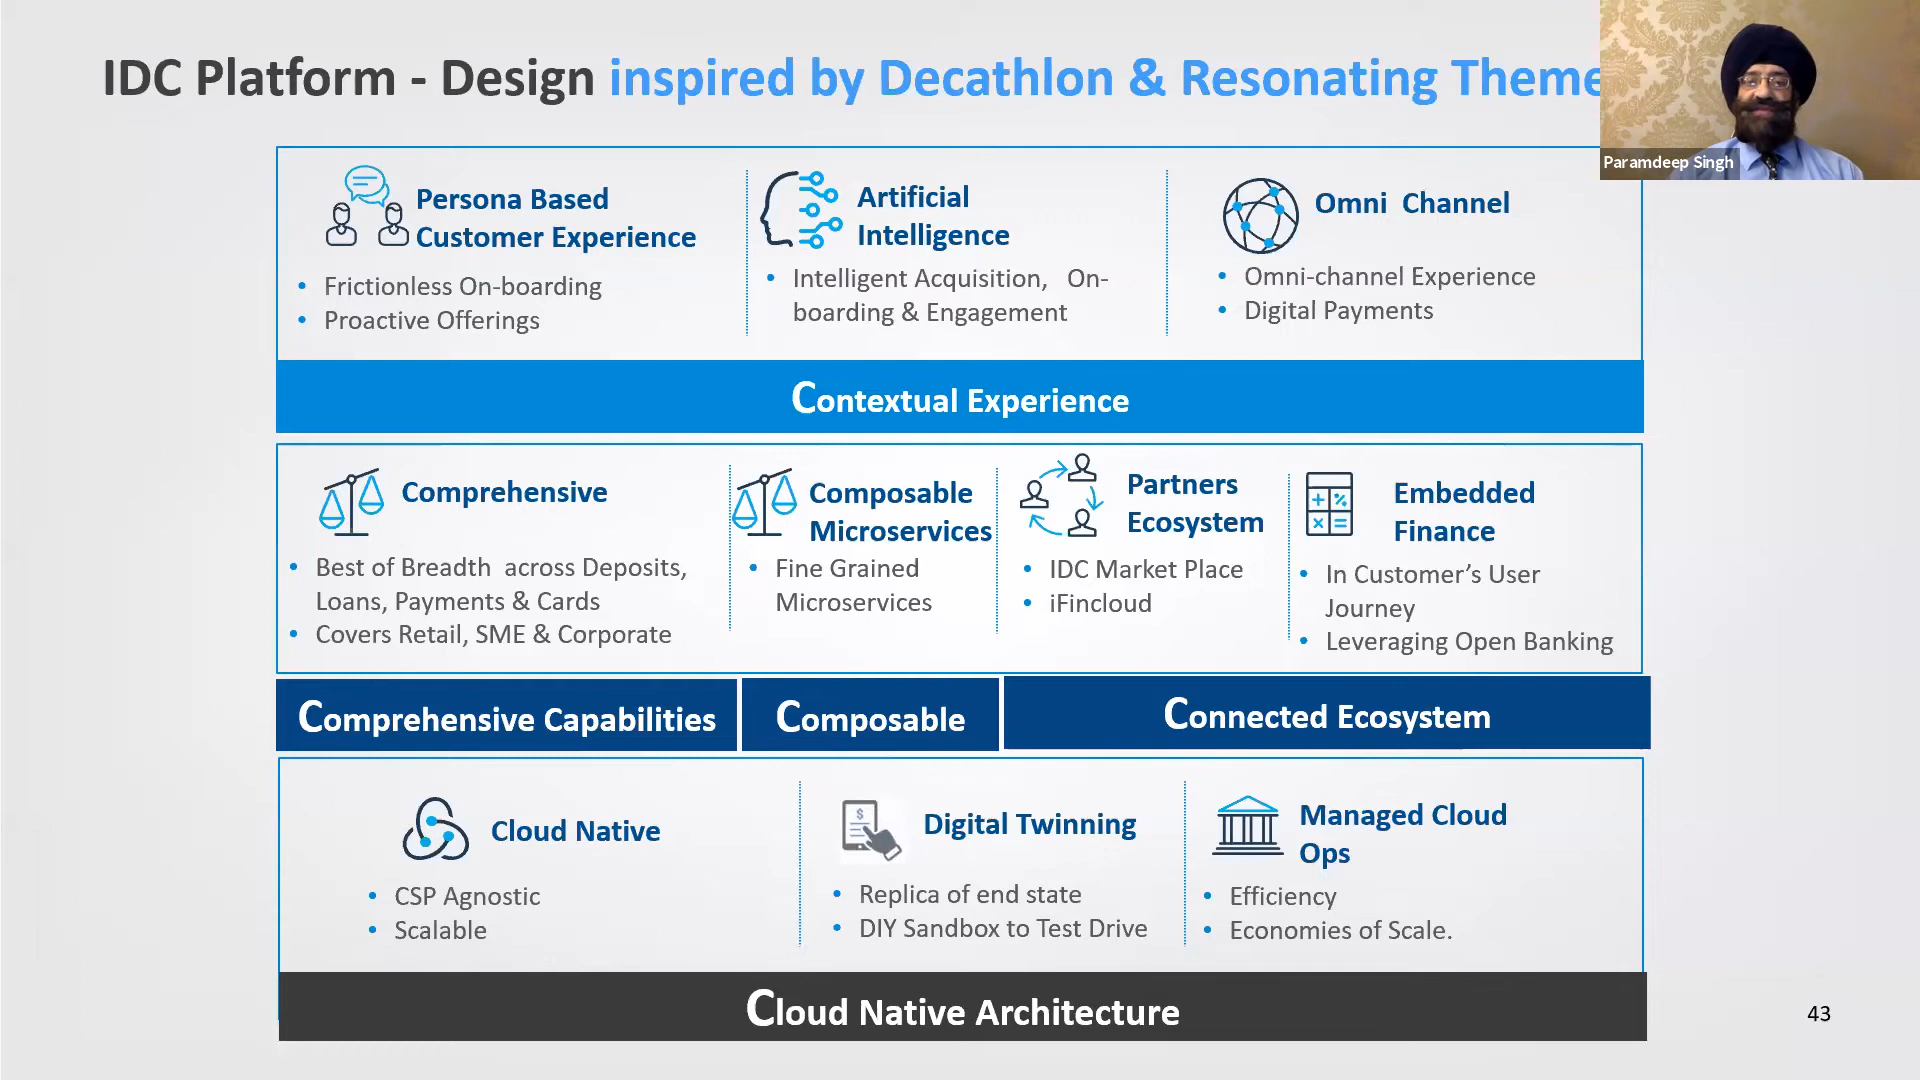 IDC Platform - Design inspired by Decathlon & Resonating Theme
Paramdeep Singh
Persona Based
Customer Experience
• Frictionless On-boarding
• Proactive Offerings
Artificial
Intelligence
• Intelligent Acquisition, On-
boarding & Engagement
Omni Channel
• Omni-channel Experience
• Digital Payments
Contextual Experience
Comprehensive
• Best of Breadth across Deposits,
Loans, Payments & Cards
• Covers Retail, SME & Corporate
Composable
Microservices
• Fine Grained
Microservices
Partners
Ecosystem
• IDC Market Place
• iFincloud
Embedded
Finance
• In Customer’s User
Journey
• Leveraging Open Banking
Comprehensive Capabilities
Composable
Connected Ecosystem
Cloud Native
• CSP Agnostic
• Scalable
$
Digital Twinning
• Replica of end state
• DIY Sandbox to Test Drive
Managed Cloud
Ops
• Efficiency
• Economies of Scale.
Cloud Native Architecture
43